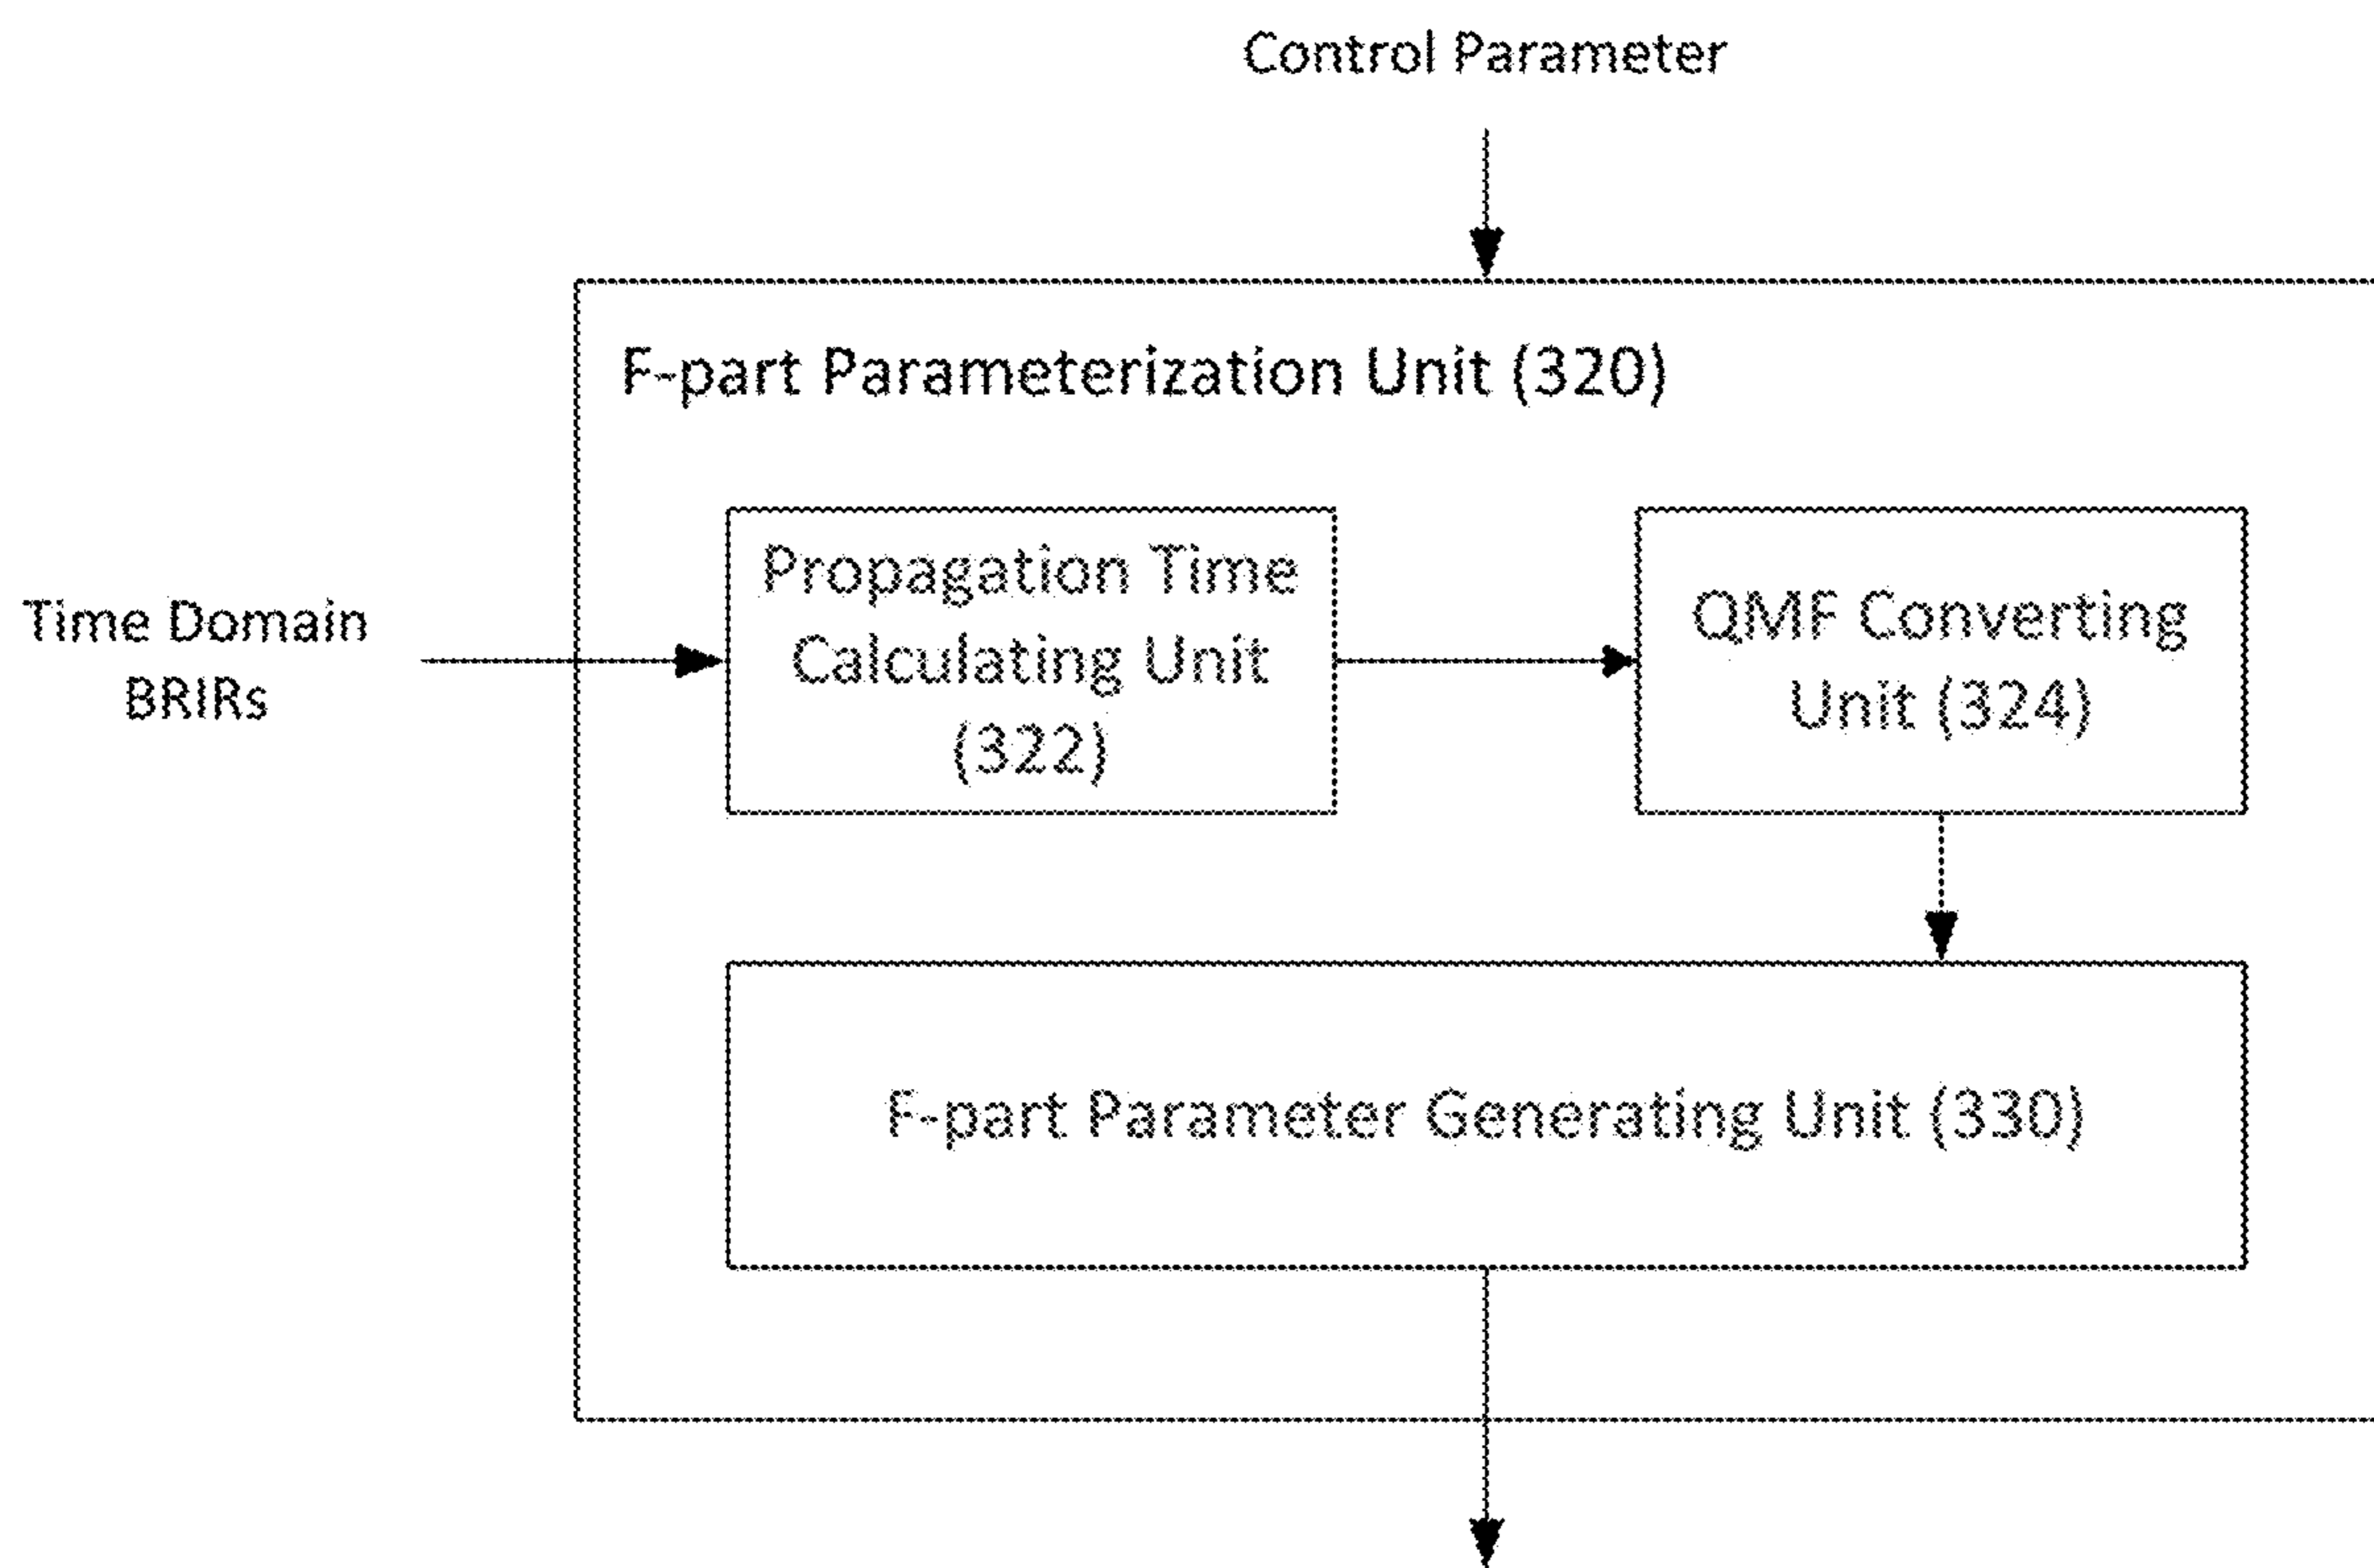 Control Parameter
F-part Parameterization Unit (320)
Time Domain
BRIRs
Propagation Time
Calculating Unit
(322)
QMF Converting
Unit (324)
F-part Parameter Generating Unit (330)